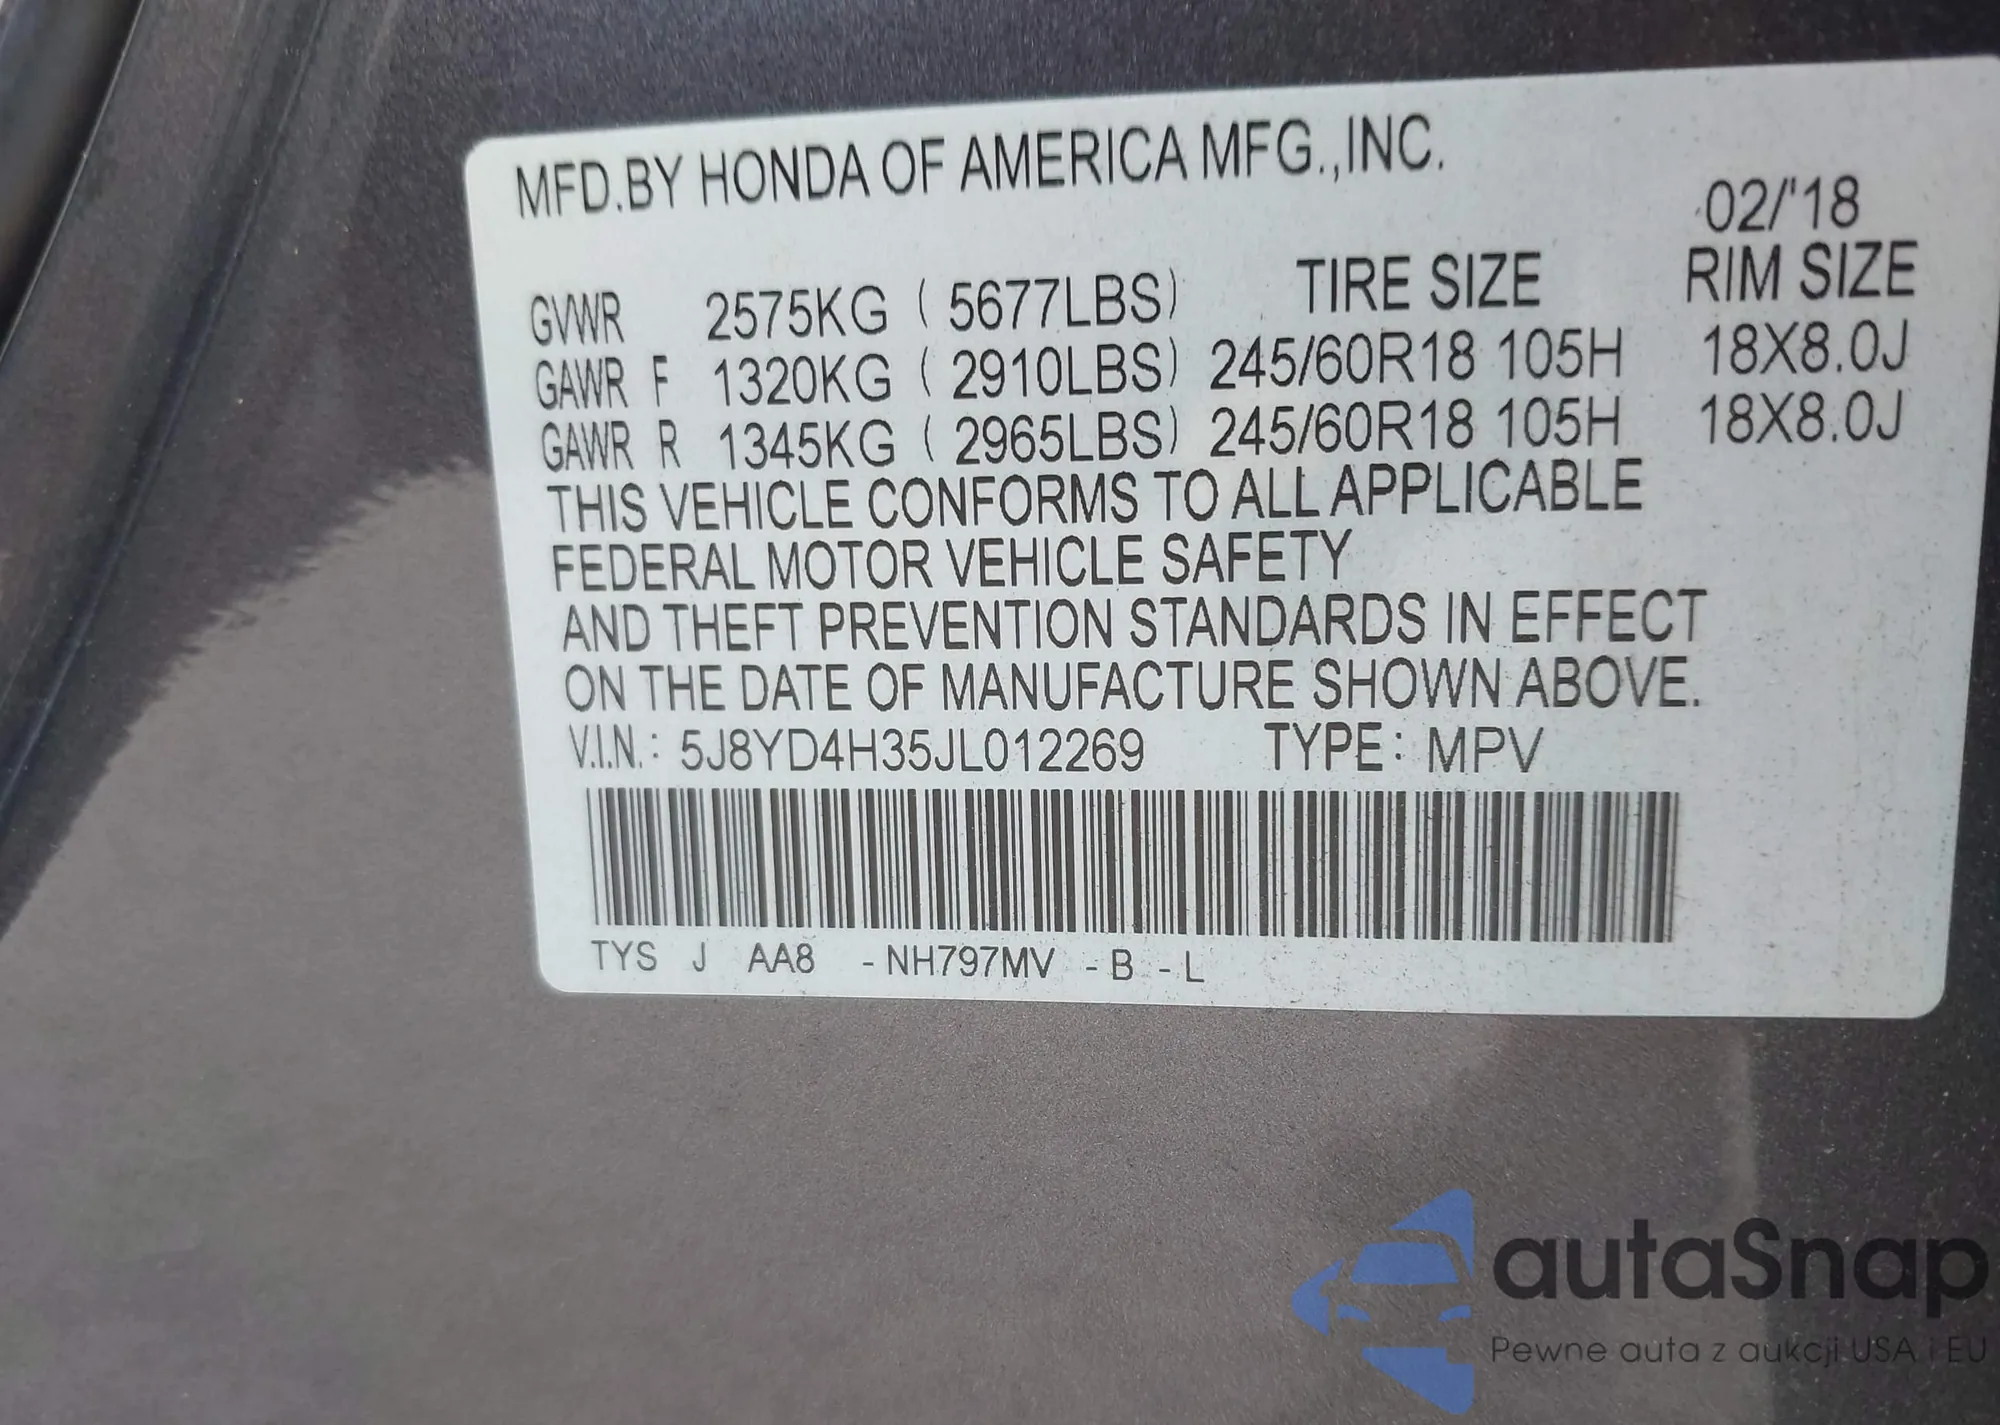 MFD.BY HONDA OF AMERICA MFG.,INC.
02/'18
GVWR 2575KG ( 5677LBS) TIRE SIZE RIM SIZE
GAWR F 1320KG ( 2910LBS) 245/60R18 105H 18X8.0J
GAWR R 1345KG ( 2965LBS) 245/60R18 105H 18X8.0J
THIS VEHICLE CONFORMS TO ALL APPLICABLE
FEDERAL MOTOR VEHICLE SAFETY
AND THEFT PREVENTION STANDARDS IN EFFECT
ON THE DATE OF MANUFACTURE SHOWN ABOVE.
V.I.N.: 5J8YD4H35JL012269 TYPE: MPV
TYS J AA8 -NH797MV -B -L
autaSnap
Pewne auta z aukcji USA i EU